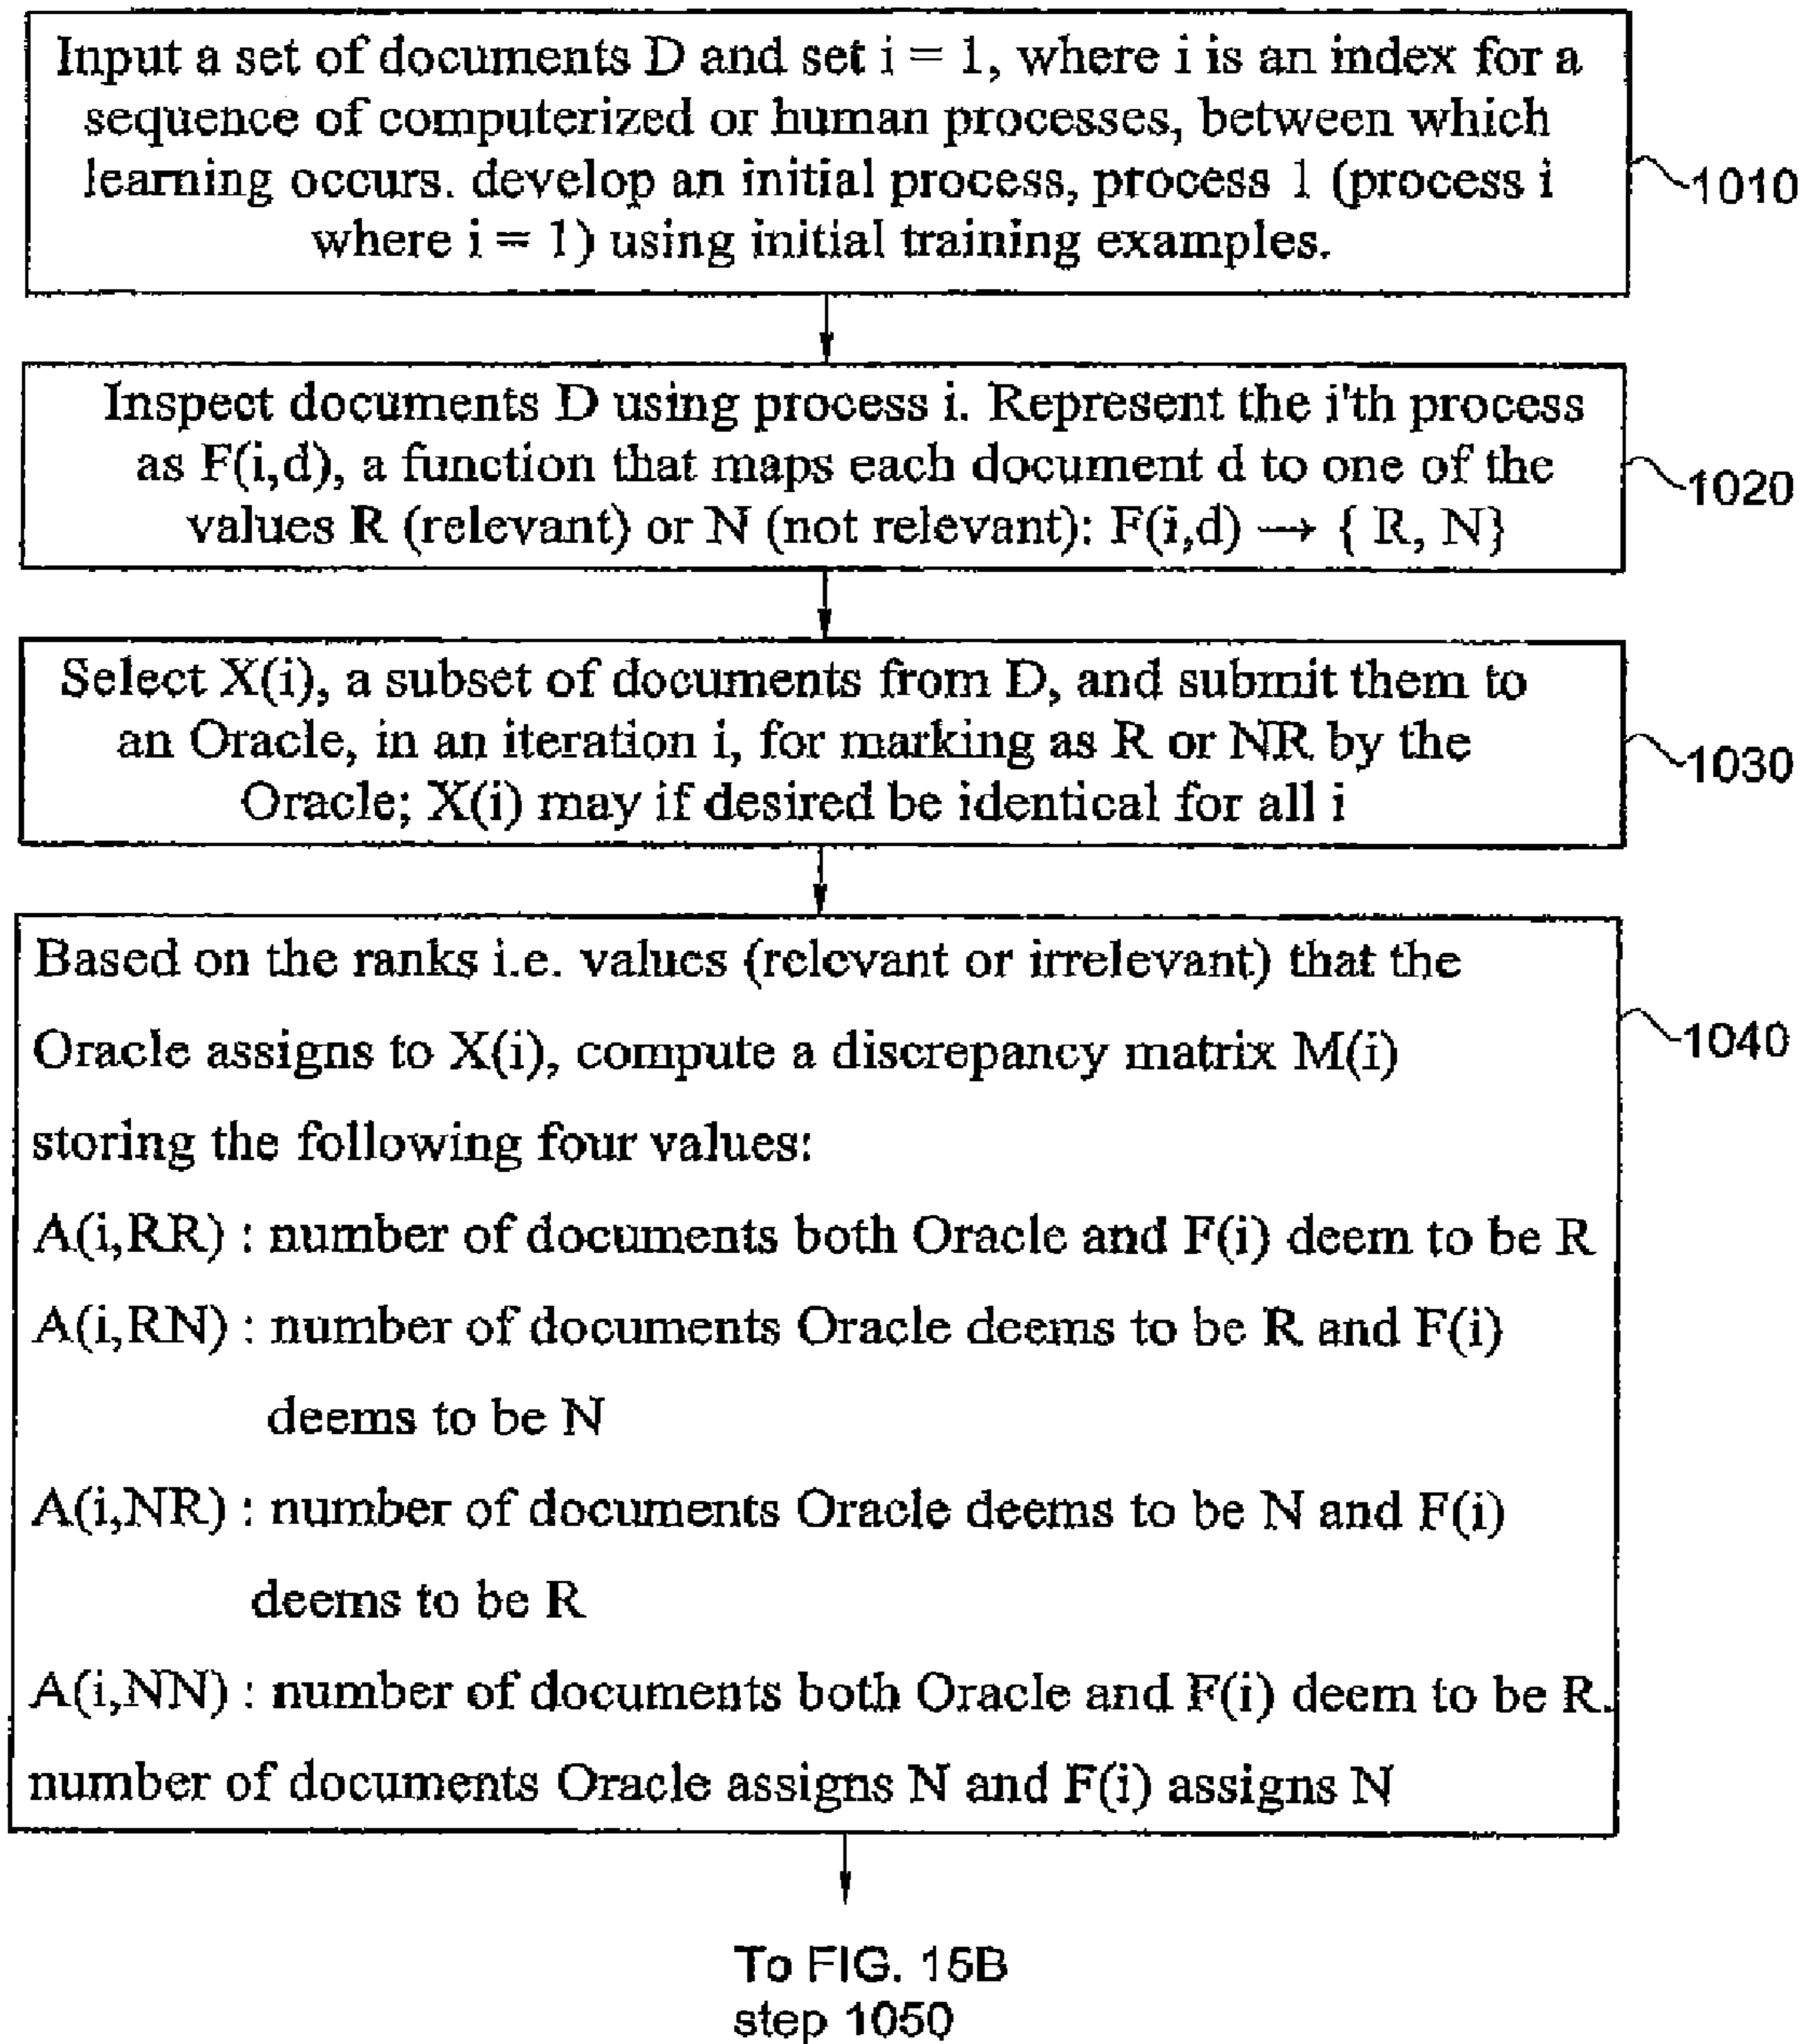 Input a set of documents D and set i = 1, where i is an index for a
sequence of computerized or human processes, between which
learning occurs. develop an initial process, process 1 (process i
where i = 1) using initial training examples.
1010
Inspect documents D using process i. Represent the i'th process
as F(i,d), a function that maps each document d to one of the
values R (relevant) or N (not relevant): F(i,d) → { R, N}
1020
Select X(i), a subset of documents from D, and submit them to
an Oracle, in an iteration i, for marking as R or NR by the
Oracle; X(i) may if desired be identical for all i
1030
Based on the ranks i.e. values (relevant or irrelevant) that the
Oracle assigns to X(i), compute a discrepancy matrix M(i)
storing the following four values:
A(i,RR) : number of documents both Oracle and F(i) deem to be R
A(i,RN) : number of documents Oracle deems to be R and F(i)
deems to be N
A(i,NR) : number of documents Oracle deems to be N and F(i)
deems to be R
A(i,NN) : number of documents both Oracle and F(i) deem to be R.
number of documents Oracle assigns N and F(i) assigns N
1040
To FIG. 15B
step 1050